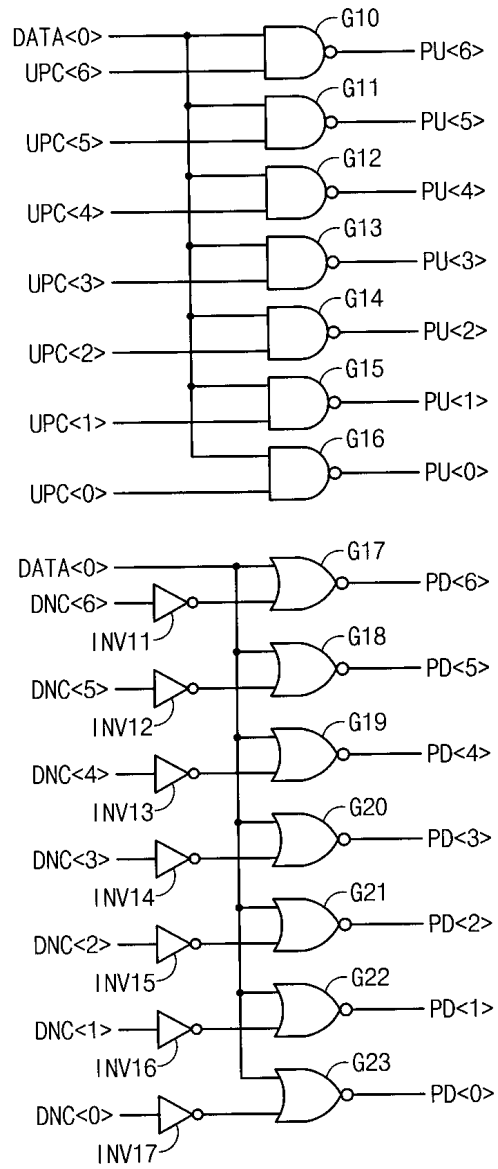 G10
DATA<0>
PU<6>
UPC<6>
G11
PU<5>
UPC<5>
G12
PU<4>
UPC<4>
G13
PU<3>
UPC<3>
G14
PU<2>
UPC<2>
G15
PU<1>
UPC<1>
G16
PU<0>
UPC<0>
G17
DATA<0>
PD<6>
DNC<6>
INV11
G18
PD<5>
DNC<5>
INV12
G19
PD<4>
DNC<4>
INV13
G20
PD<3>
DNC<3>
INV14
G21
PD<2>
DNC<2>
INV15
G22
PD<1>
DNC<1>
INV16
G23
PD<0>
DNC<0>
INV17